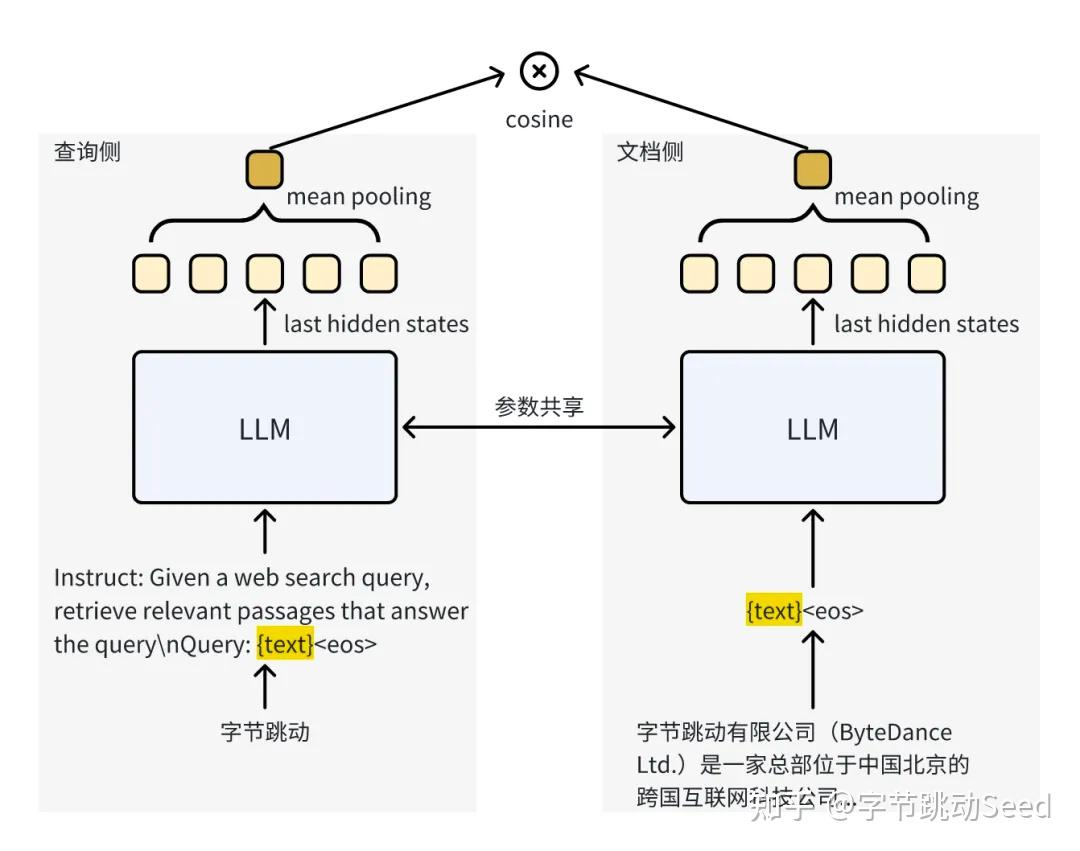 cosine
查询侧
mean pooling
last hidden states
LLM
Instruct: Given a web search query,
retrieve relevant passages that answer
the query\nQuery: {text}<eos>
字节跳动
参数共享
文档侧
mean pooling
last hidden states
LLM
{text}<eos>
字节跳动有限公司（ByteDance
Ltd.）是一家总部位于中国北京的
跨国互联网科技公司...
知乎 @字节跳动Seed